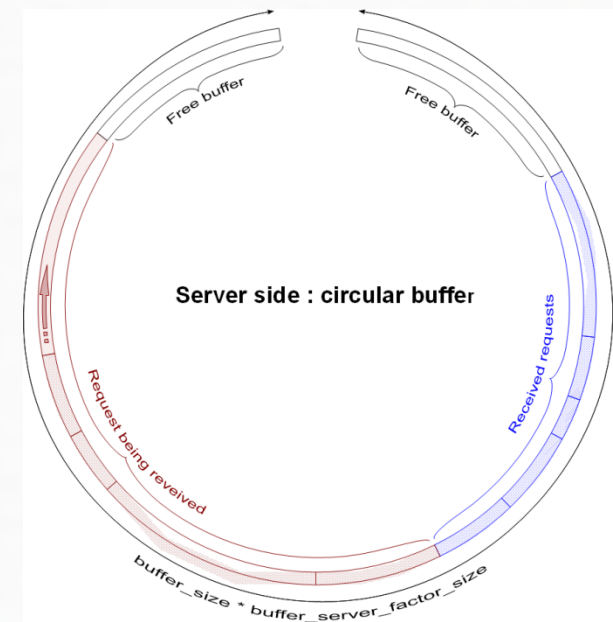 Free buffer
Free buffer
Server side : circular buffer
Received requests
Request being reveived
buffer_size * buffer_server_factor_size